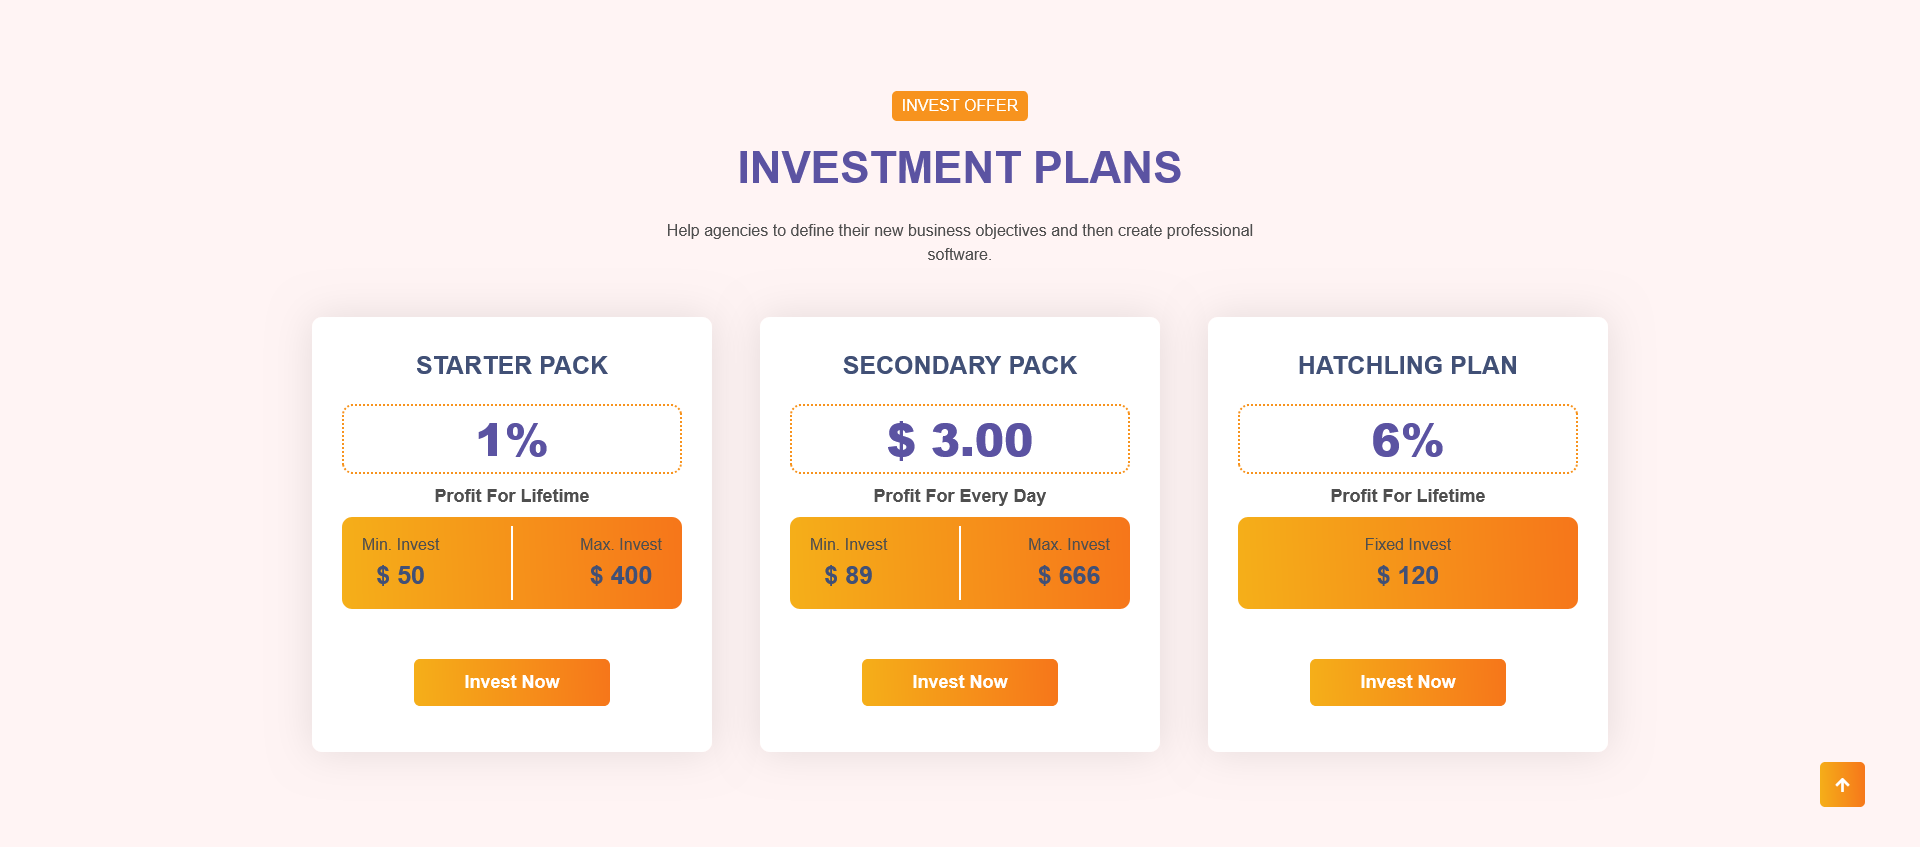 INVEST OFFER
INVESTMENT PLANS
Help agencies to define their new business objectives and then create professional
software.
STARTER PACK
1%
Profit For Lifetime
Min. Invest
$ 50
Max. Invest
$ 400
Invest Now
SECONDARY PACK
$ 3.00
Profit For Every Day
Min. Invest
$ 89
Max. Invest
$ 666
Invest Now
HATCHLING PLAN
6%
Profit For Lifetime
Fixed Invest
$ 120
Invest Now